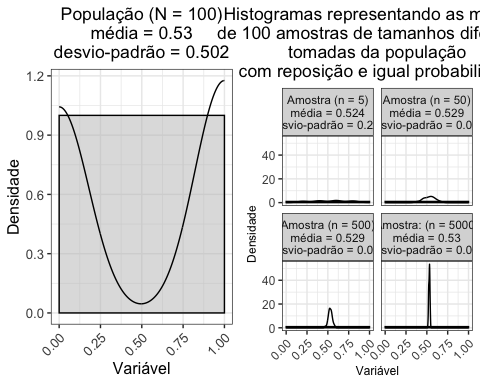 População (N = 100)
média = 0.53
desvio-padrão = 0.502
Densidade
1.2
0.9
0.6
0.3
0.0
0.00 0.25 0.50 0.75 1.00
Variável
Histogramas representando as m
de 100 amostras de tamanhos dif
tomadas da população
com reposição e igual probabili
Amostra (n = 5)
média = 0.524
svio-padrão = 0.2
Amostra (n = 50)
média = 0.529
svio-padrão = 0.0
40
20
0
Amostra (n = 500)
média = 0.529
svio-padrão = 0.0
mostra: (n = 5000
média = 0.53
svio-padrão = 0.0
40
20
0
Densidade
0.00 0.25 0.50 0.75 1.00
0.00 0.25 0.50 0.75 1.00
Variável